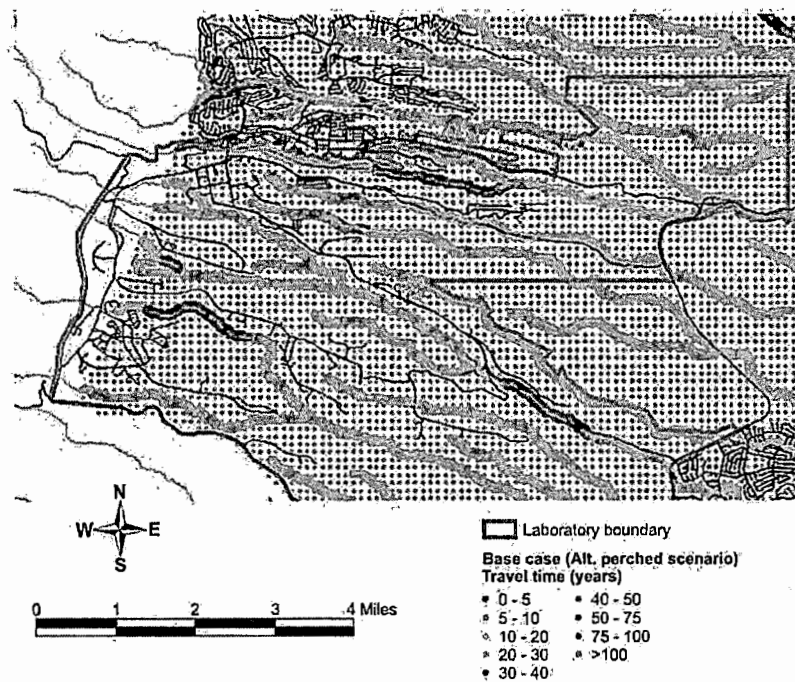 N
W E
S
0 1 2 3 4 Miles
Laboratory boundary
Base case (Alt. perched scenario)
Travel time (years)
0 - 5 40 - 50
5 - 10 50 - 75
10 - 20 75 - 100
20 - 30 >100
30 - 40